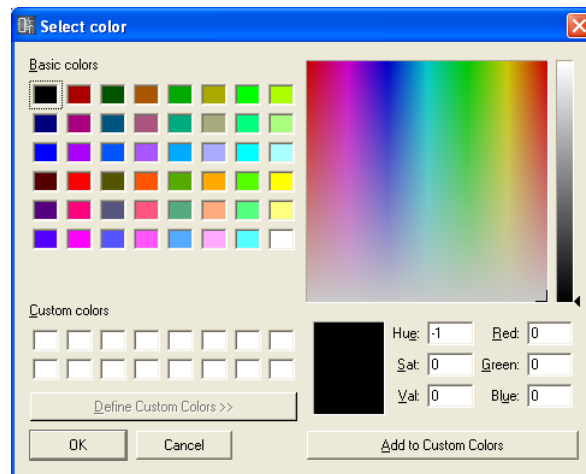 Select color
Basic colors
Custom colors
Hue: -1 Red: 0
Sat: 0 Green: 0
Val: 0 Blue: 0
Define Custom Colors >>
OK Cancel Add to Custom Colors